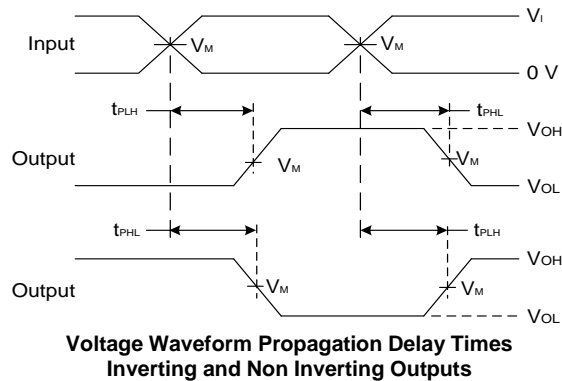 VI
Input
VM
VM
0 V
tPLH
tPHL
VOH
Output
VM
VM
VOL
tPHL
tPLH
VOH
Output
VM
VM
VOL
Voltage Waveform Propagation Delay Times
Inverting and Non Inverting Outputs